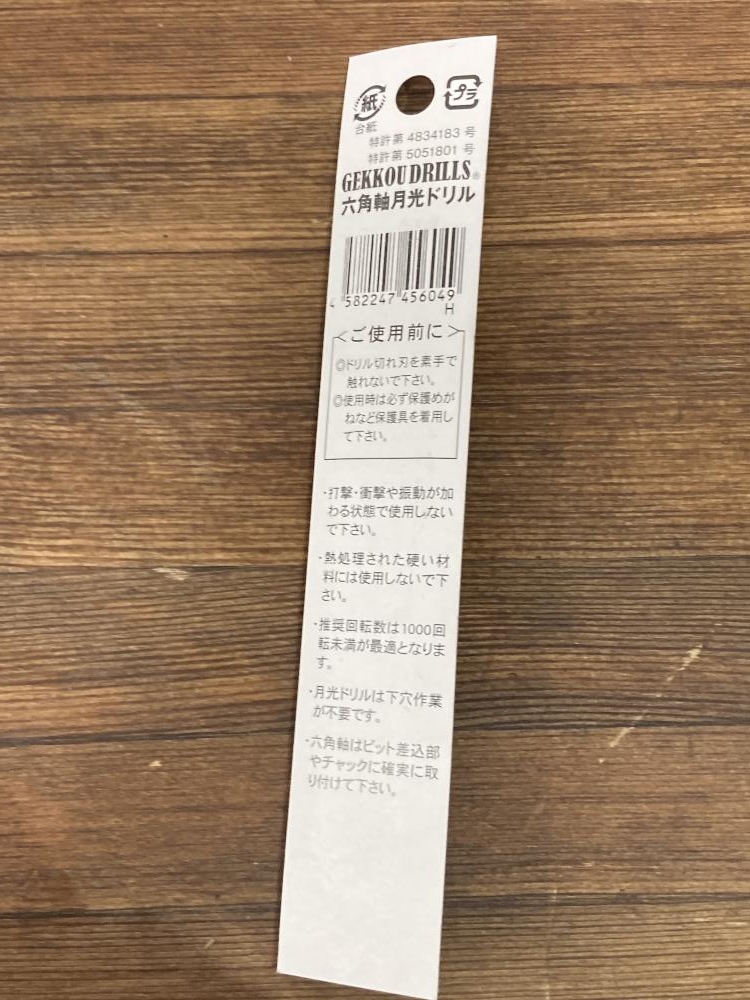 紙
プラ
台紙
特許第 4834183 号
特許第 5051801 号
GEKKOU DRILLS®
六角軸月光ドリル
4 582247 456049
H
＜ご使用前に＞
◎ドリル切れ刃を素手で
触れないで下さい。
◎使用時は必ず保護めが
ねなど保護具を着用し
て下さい。
・打撃・衝撃や振動が加
わる状態で使用しない
で下さい。
・熱処理された硬い材
料には使用しないで下
さい。
・推奨回転数は1000回
転未満が最適となりま
す。
・月光ドリルは下穴作業
が不要です。
・六角軸はビット差込部
やチャックに確実に取
り付けて下さい。